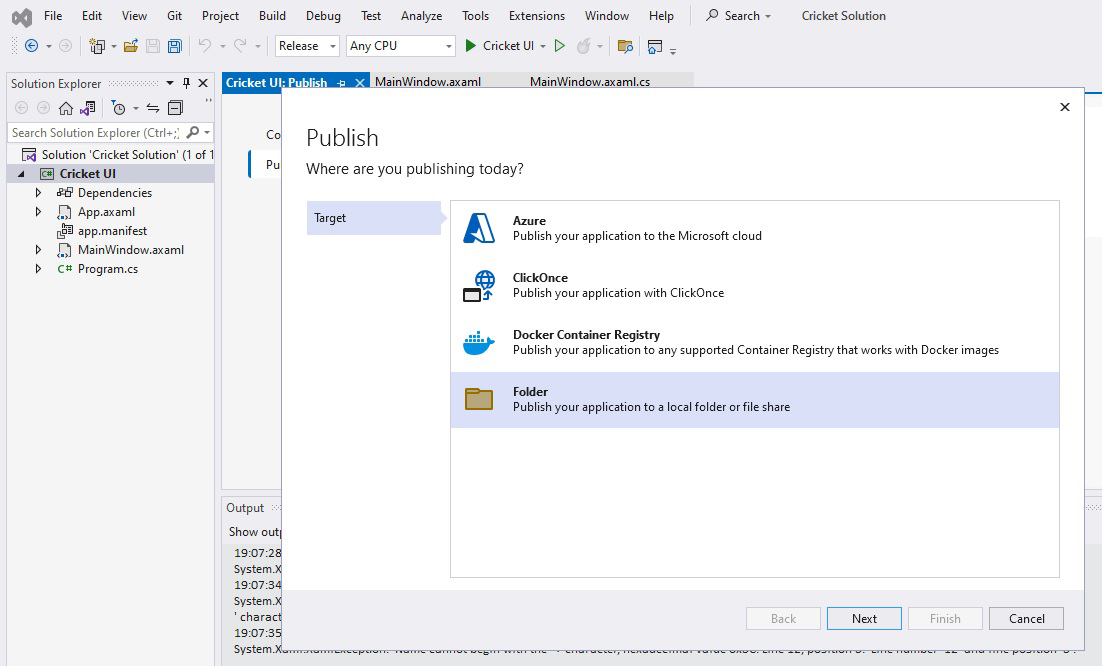 File Edit View Git Project Build Debug Test Analyze Tools Extensions Window Help Search Cricket Solution
Release Any CPU Cricket UI
Solution Explorer
Search Solution Explorer (Ctrl+;)
Solution 'Cricket Solution' (1 of 1
Cricket UI
Dependencies
App.axaml
app.manifest
MainWindow.axaml
C# Program.cs
Cricket UI: Publish MainWindow.axaml MainWindow.axaml.cs
Co
Pu
Publish
Where are you publishing today?
Target
Azure
Publish your application to the Microsoft cloud
ClickOnce
Publish your application with ClickOnce
Docker Container Registry
Publish your application to any supported Container Registry that works with Docker images
Folder
Publish your application to a local folder or file share
Back Next Finish Cancel
Output
Show outp
19:07:28
System.X
19:07:34
System.X
' charact
19:07:35